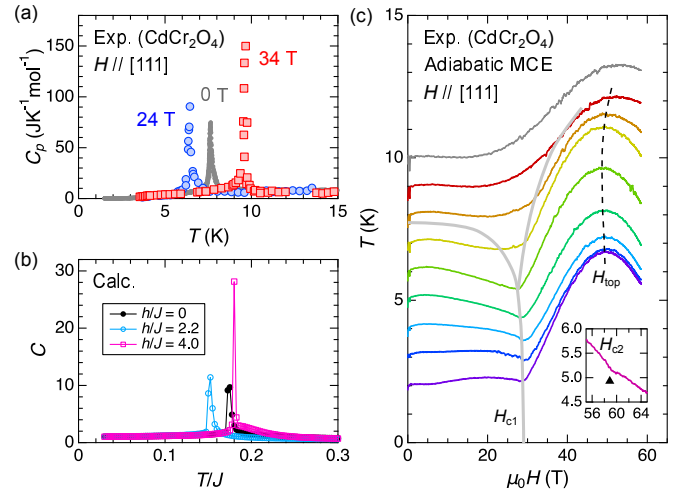 (a)
Exp. (CdCr₂O₄)
H // [111]
34 T
0 T
24 T
150
100
50
0
Cₚ (JK⁻¹mol⁻¹)
0
5
10
15
T (K)
(b)
Calc.
h/J = 0
h/J = 2.2
h/J = 4.0
30
20
10
0
C
0
0.1
0.2
0.3
T/J
(c)
Exp. (CdCr₂O₄)
Adiabatic MCE
H // [111]
15
10
5
0
T (K)
H_top
H_c1
H_c2
6.0
5.5
5.0
4.5
56
60
64
0
20
40
60
μ₀H (T)